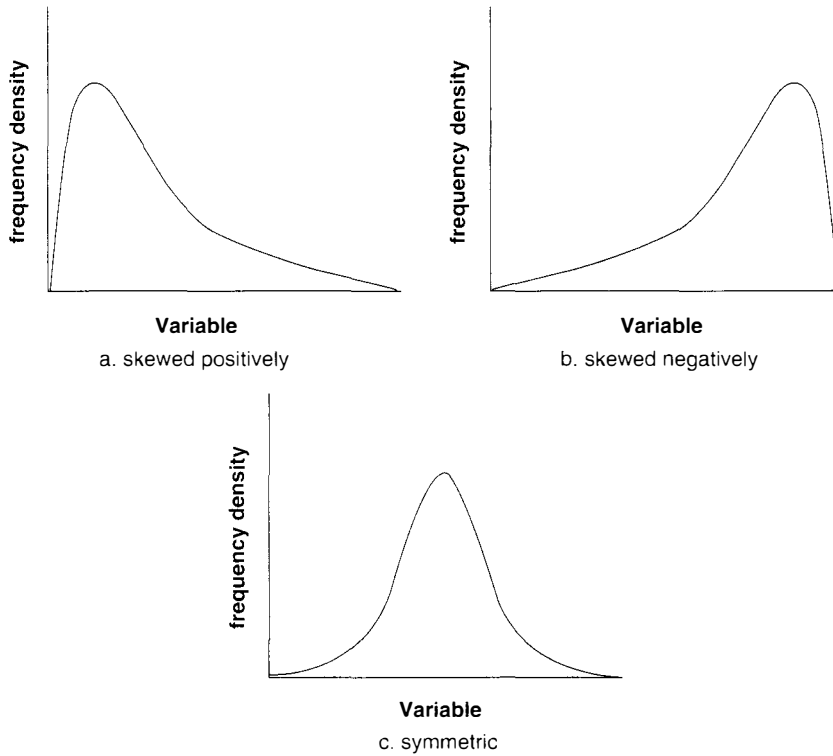 frequency density
Variable
a. skewed positively
frequency density
Variable
b. skewed negatively
frequency density
Variable
c. symmetric